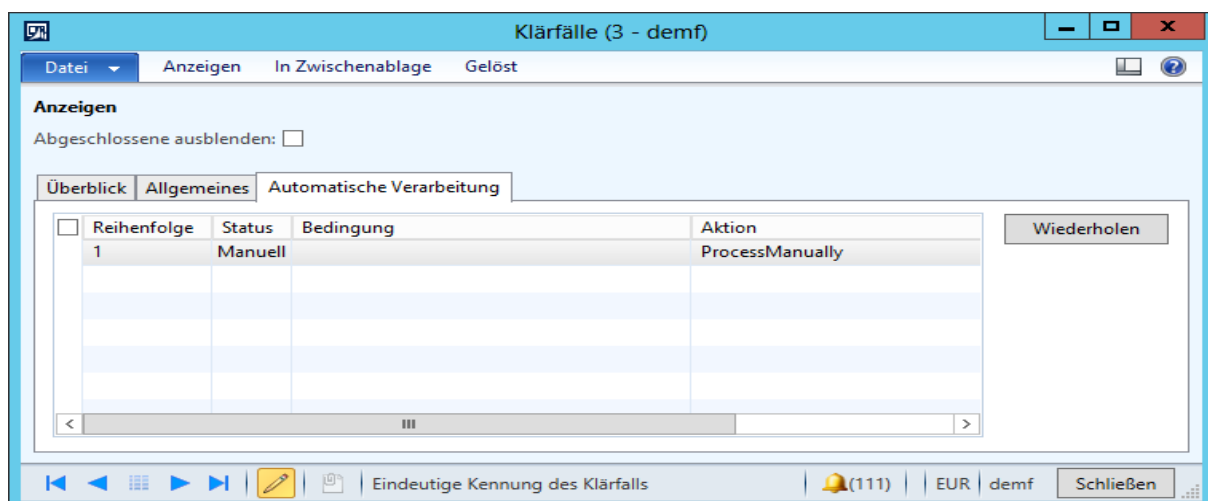 Klärfälle (3 - demf)
Datei Anzeigen In Zwischenablage Gelöst
Anzeigen
Abgeschlossene ausblenden:
Überblick Allgemeines Automatische Verarbeitung
Reihenfolge Status Bedingung Aktion Wiederholen
1 Manuell ProcessManually
Eindeutige Kennung des Klärfalls (111) EUR demf Schließen